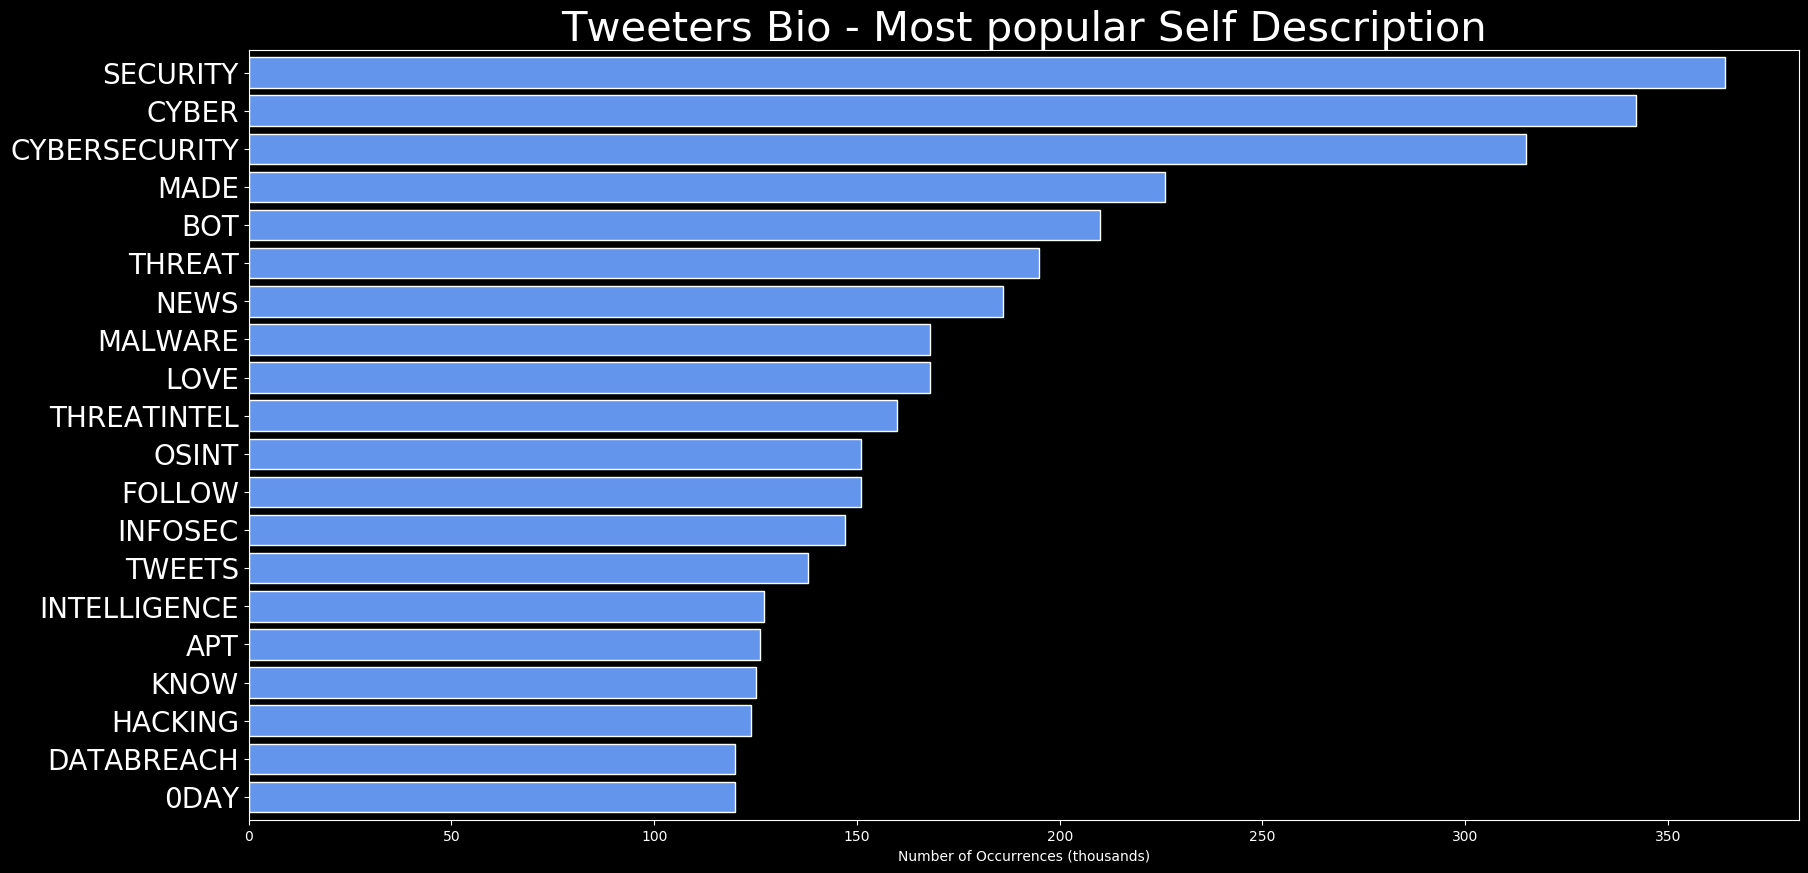 Tweeters Bio - Most popular Self Description
SECURITY
CYBER
CYBERSECURITY
MADE
BOT
THREAT
NEWS
MALWARE
LOVE
THREATINTEL
OSINT
FOLLOW
INFOSEC
TWEETS
INTELLIGENCE
APT
KNOW
HACKING
DATABREACH
0DAY
0 50 100 150 200 250 300 350
Number of Occurrences (thousands)